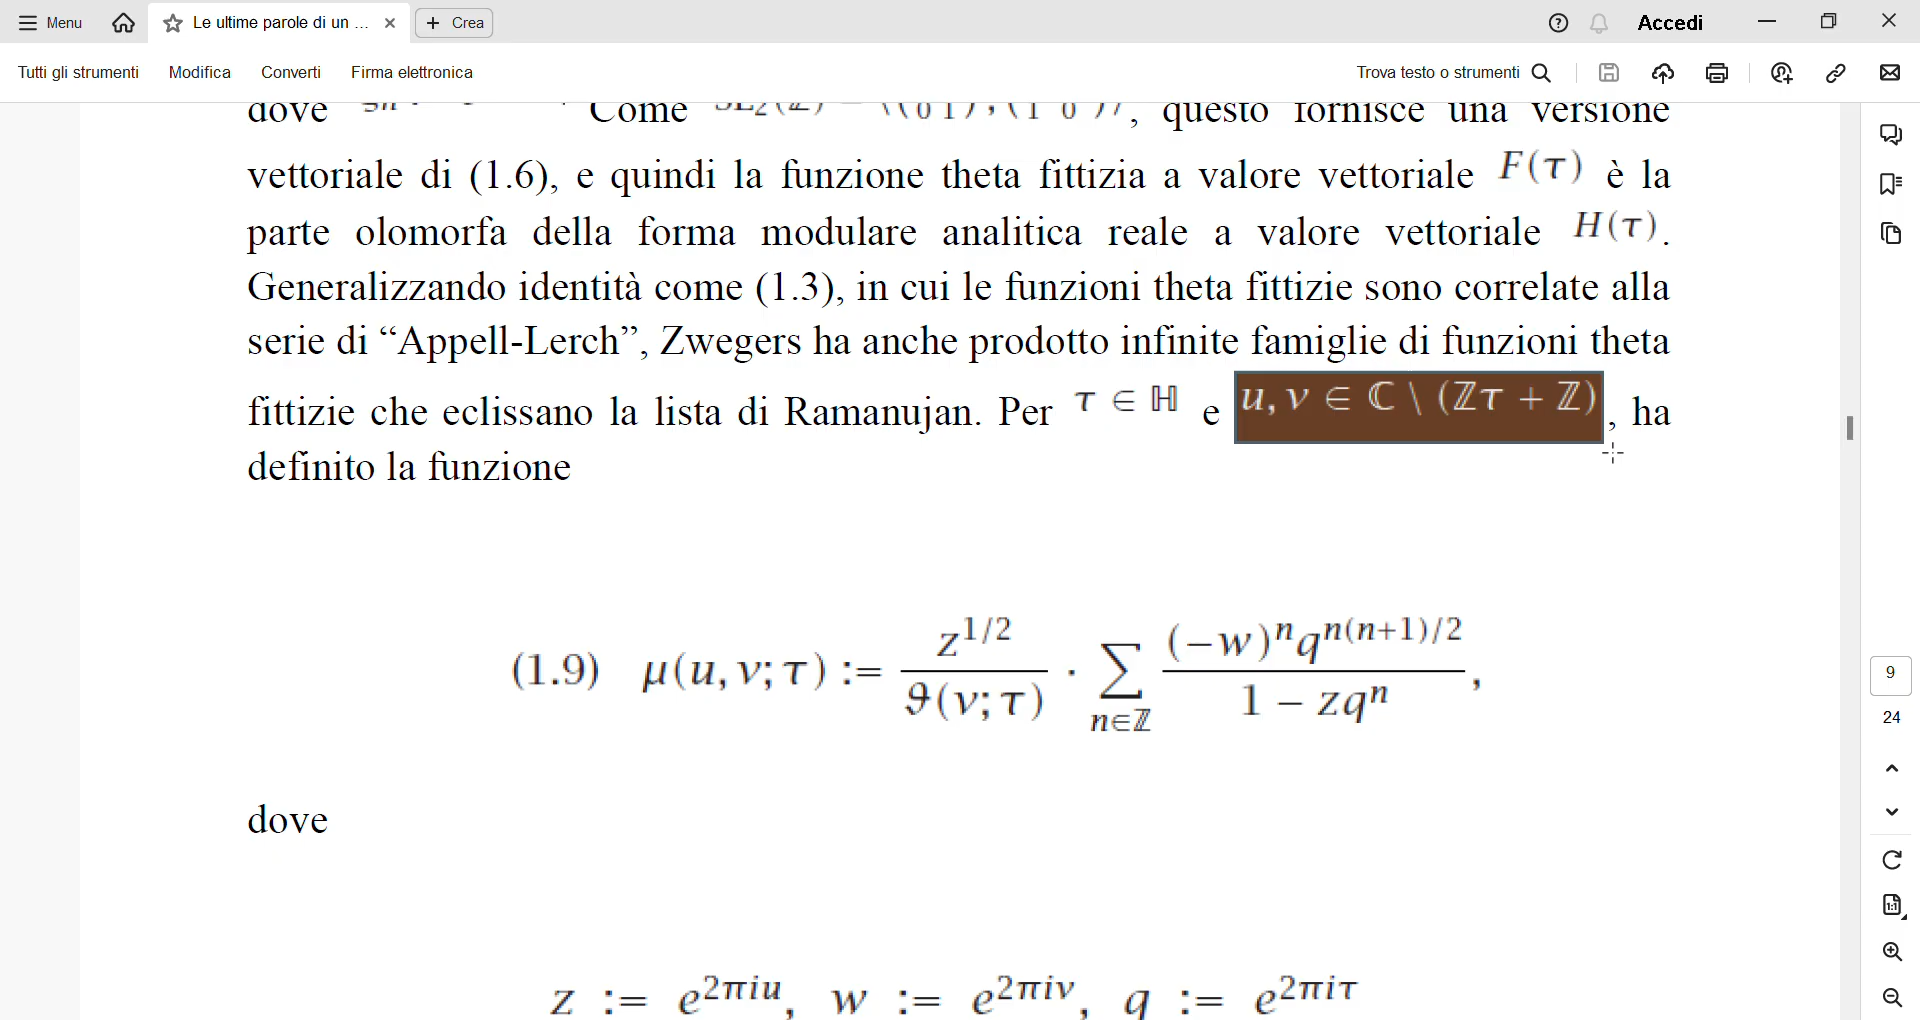 Menu
Le ultime parole di un ...
Crea
Accedi
Tutti gli strumenti
Modifica
Converti
Firma elettronica
Trova testo o strumenti
dove Come SL₂(ℤ) = , questo fornisce una versione
vettoriale di (1.6), e quindi la funzione theta fittizia a valore vettoriale F(τ) è la
parte olomorfa della forma modulare analitica reale a valore vettoriale H(τ).
Generalizzando identità come (1.3), in cui le funzioni theta fittizie sono correlate alla
serie di “Appell-Lerch”, Zwegers ha anche prodotto infinite famiglie di funzioni theta
fittizie che eclissano la lista di Ramanujan. Per τ ∈ ℍ e u, v ∈ ℂ \ (ℤτ + ℤ), ha
definito la funzione
(1.9) μ(u, v; τ) := z^{1/2} / ϑ(v; τ) · ∑_{n∈ℤ} (−w)^n q^{n(n+1)/2} / 1 − zq^n ,
dove
z := e^{2πiu}, w := e^{2πiv}, q := e^{2πiτ}
9
24